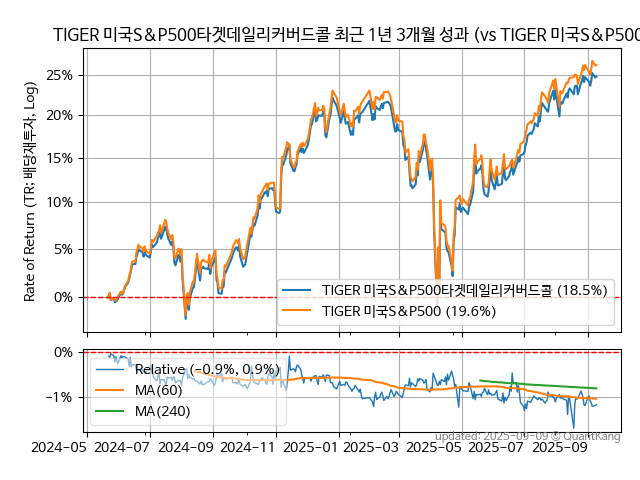 TIGER 미국S&P500타겟데일리커버드콜 최근 1년 3개월 성과 (vs TIGER 미국S&P500
Rate of Return (TR: 배당재투자, Log)
25%
20%
15%
10%
5%
0%
TIGER 미국S&P500타겟데일리커버드콜 (18.5%)
TIGER 미국S&P500 (19.6%)
0%
−1%
Relative (−0.9%, 0.9%)
MA(60)
MA(240)
updated: 2025-09-09 © QuantKang
2024−05 2024−07 2024−09 2024−11 2025−01 2025−03 2025−05 2025−07 2025−09